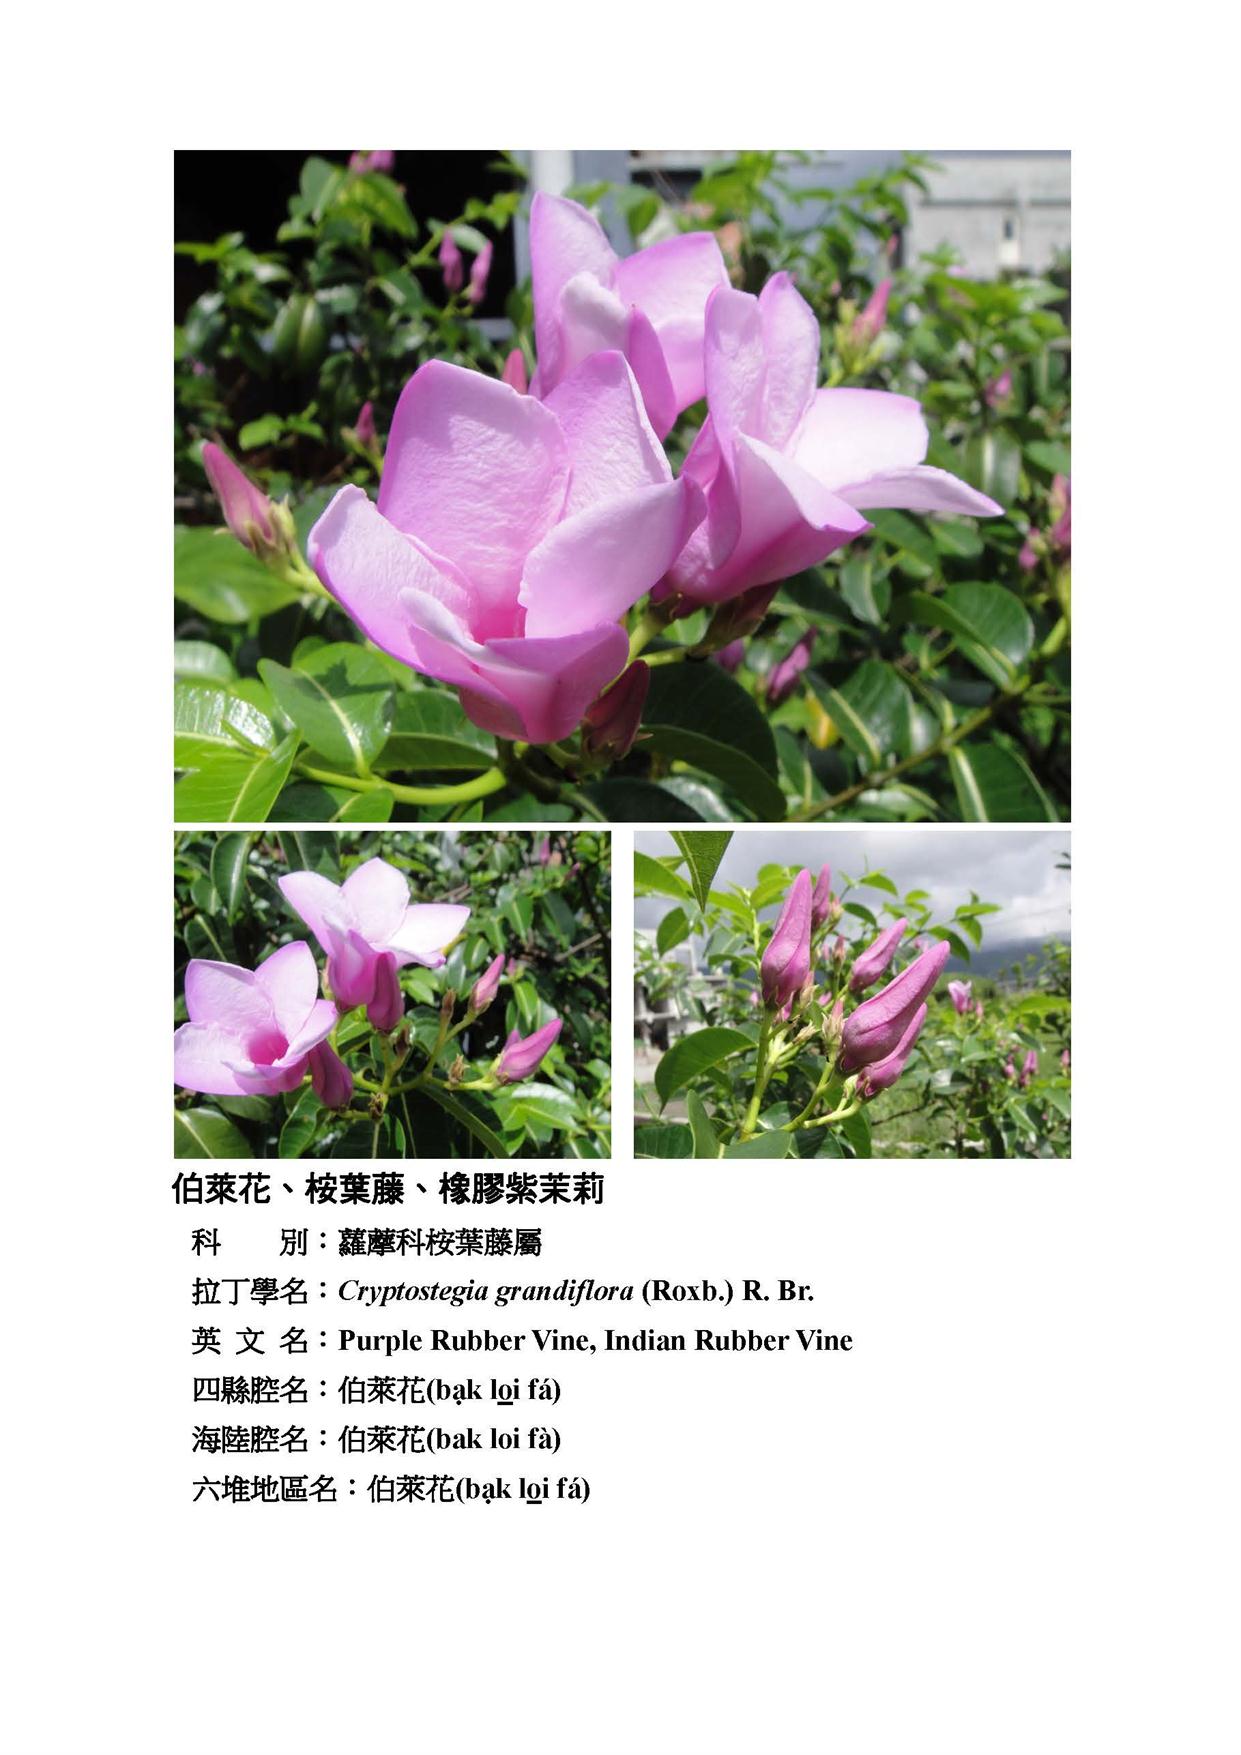 伯萊花、桉葉藤、橡膠紫茉莉
科　　別：蘿藦科桉葉藤屬
拉丁學名：Cryptostegia grandiflora (Roxb.) R. Br.
英 文 名：Purple Rubber Vine, Indian Rubber Vine
四縣腔名：伯萊花(bạk lo̲i fá)
海陸腔名：伯萊花(bak loi fà)
六堆地區名：伯萊花(bạk lo̲i fá)